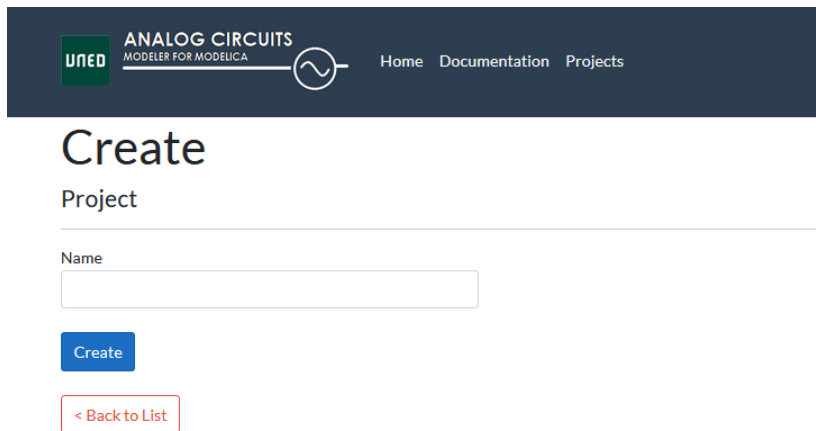 UNED
ANALOG CIRCUITS
MODELER FOR MODELICA
Home Documentation Projects
Create
Project
Name
Create
< Back to List